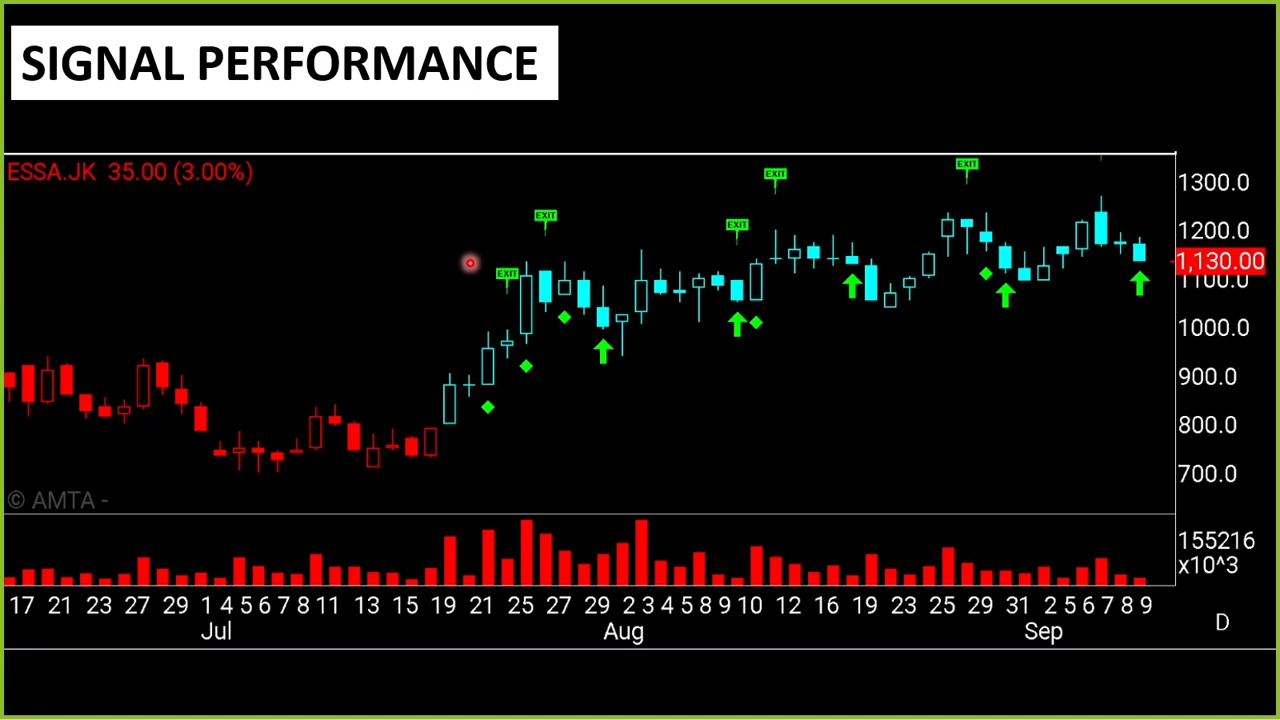 SIGNAL PERFORMANCE
ESSA.JK 35.00 (3.00%)
EXIT
EXIT
EXIT
EXIT
EXIT
1300.0
1200.0
1,130.00
1100.0
1000.0
900.0
800.0
700.0
© AMTA -
155216
x10^3
17 21 23 27 29 1 4 5 6 7 8 11 13 15 19 21 25 27 29 2 3 4 5 8 9 10 12 16 19 23 25 29 31 2 5 6 7 8 9
Jul Aug Sep
D